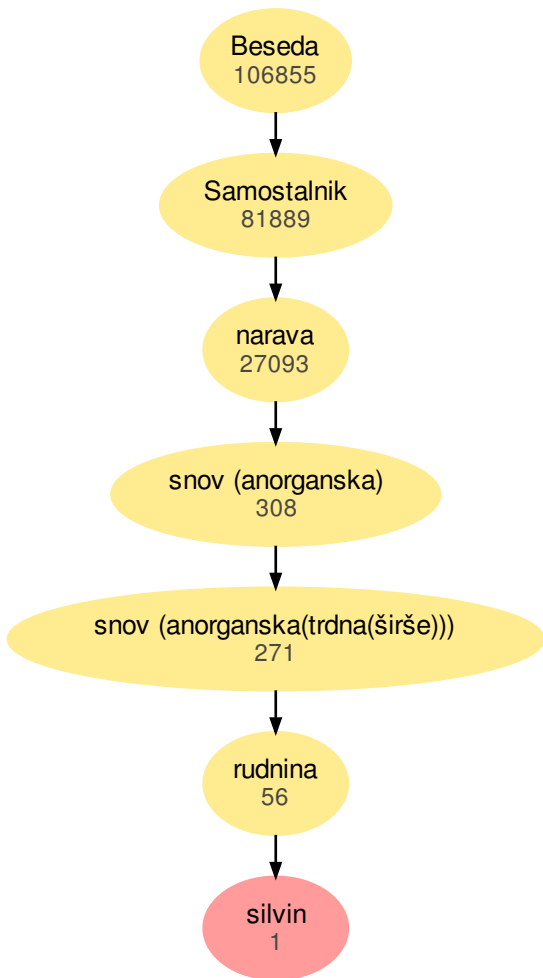 Beseda
106855
Samostalnik
81889
narava
27093
snov (anorganska)
308
snov (anorganska(trdna(širše)))
271
rudnina
56
silvin
1